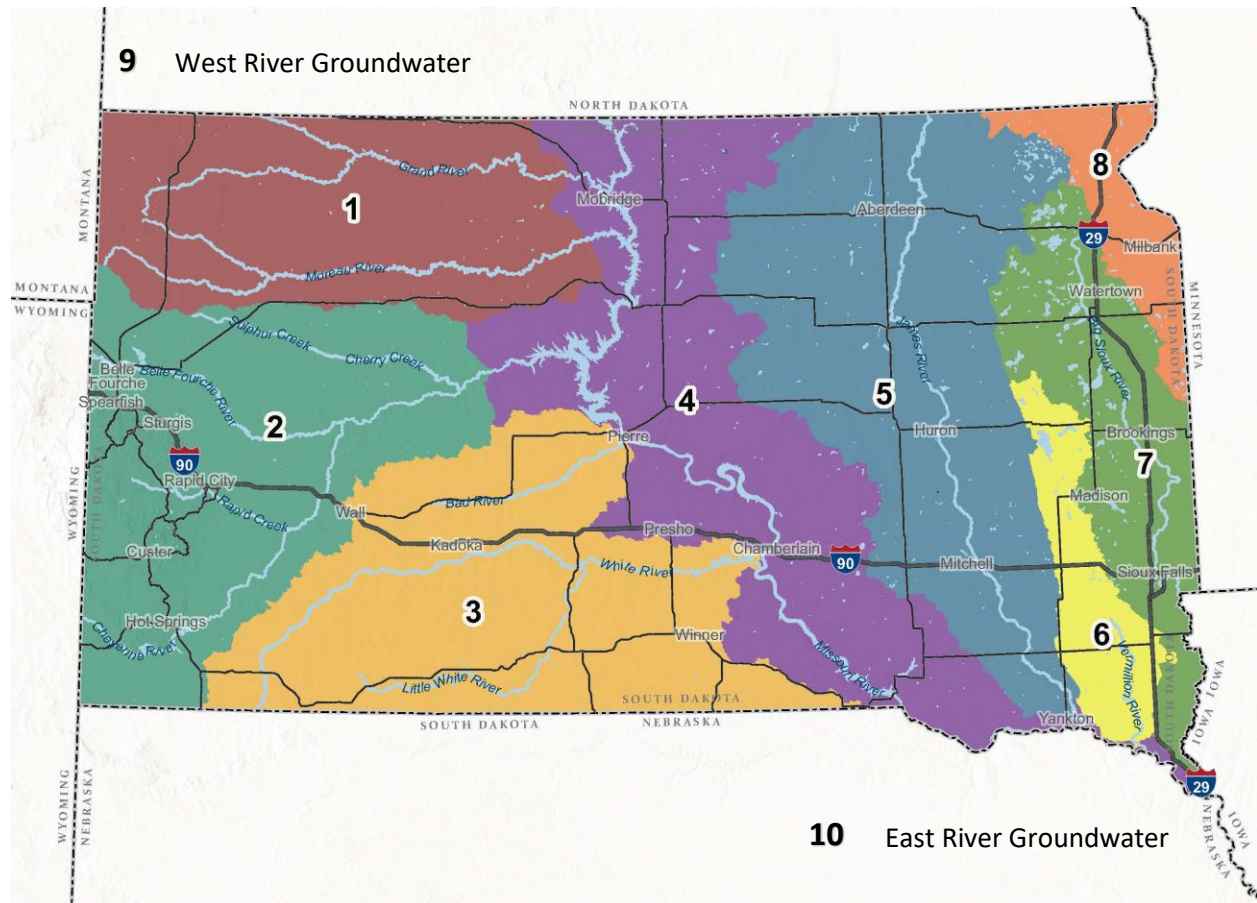 9 West River Groundwater
NORTH DAKOTA
MONTANA
Grand River
1
8
Mobridge
Aberdeen
29
Milbank
Moreau River
MONTANA
WYOMING
SOUTH DAKOTA
MINNESOTA
Watertown
Sulphur Creek
Cherry Creek
James River
Big Sioux River
Belle
Fourche
Belle Fourche River
Spearfish
Sturgis
2
4
5
Pierre
Huron
Brookings
7
90
Rapid City
WYOMING
SOUTH DAKOTA
Rapid Creek
Wall
Bad River
Madison
Presho
Kadoka
Chamberlain
Custer
White River
90
Mitchell
Sioux Falls
Hot Springs
3
Winner
6
Cheyenne River
Little White River
Missouri River
Vermillion River
SOUTH DAKOTA
IOWA
SOUTH DAKOTA
NEBRASKA
SOUTH DAKOTA
Yankton
IOWA
WYOMING
NEBRASKA
29
NEBRASKA
IOWA
10 East River Groundwater